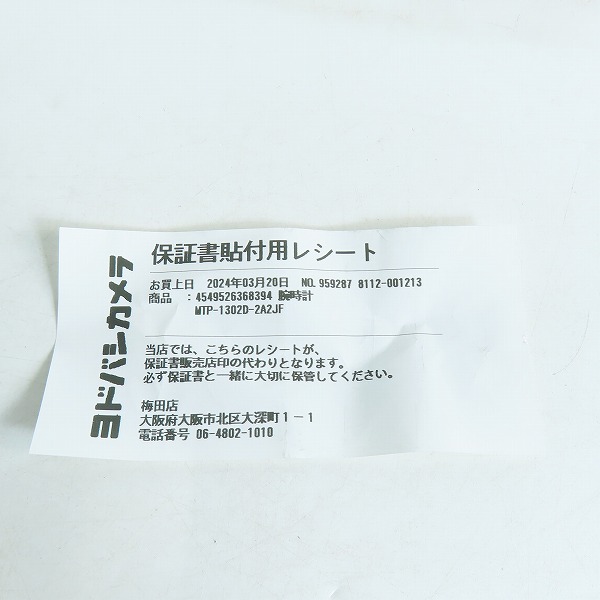 ヨドバシカメラ
保証書貼付用レシート
お買上日 2024年03月20日 NO.959287 8112-001213
商品 :4549526368394 腕時計
MTP-1302D-2A2JF
当店では、こちらのレシートが、
保証書販売店印の代わりとなります。
必ず保証書と一緒に大切に保管してください。
梅田店
大阪府大阪市北区大深町1-1
電話番号 06-4802-1010